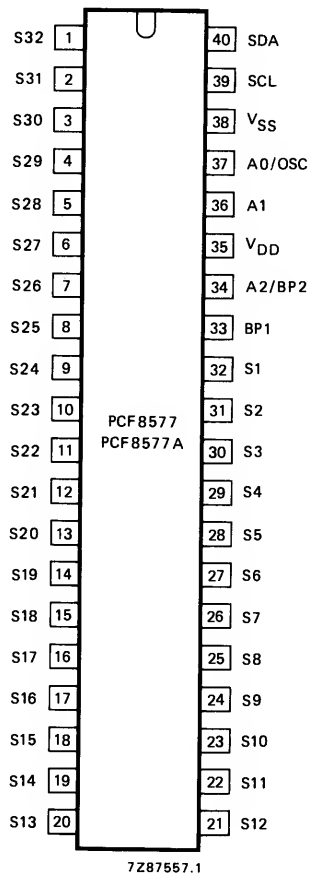 S32 1 40 SDA
S31 2 39 SCL
S30 3 38 VSS
S29 4 37 A0/OSC
S28 5 36 A1
S27 6 35 VDD
S26 7 34 A2/BP2
S25 8 33 BP1
S24 9 32 S1
S23 10 31 S2
PCF8577
PCF8577A
S22 11 30 S3
S21 12 29 S4
S20 13 28 S5
S19 14 27 S6
S18 15 26 S7
S17 16 25 S8
S16 17 24 S9
S15 18 23 S10
S14 19 22 S11
S13 20 21 S12
7Z87557.1